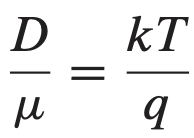 D/μ = kT/q